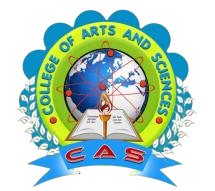 COLLEGE OF ARTS AND SCIENCES
CAS